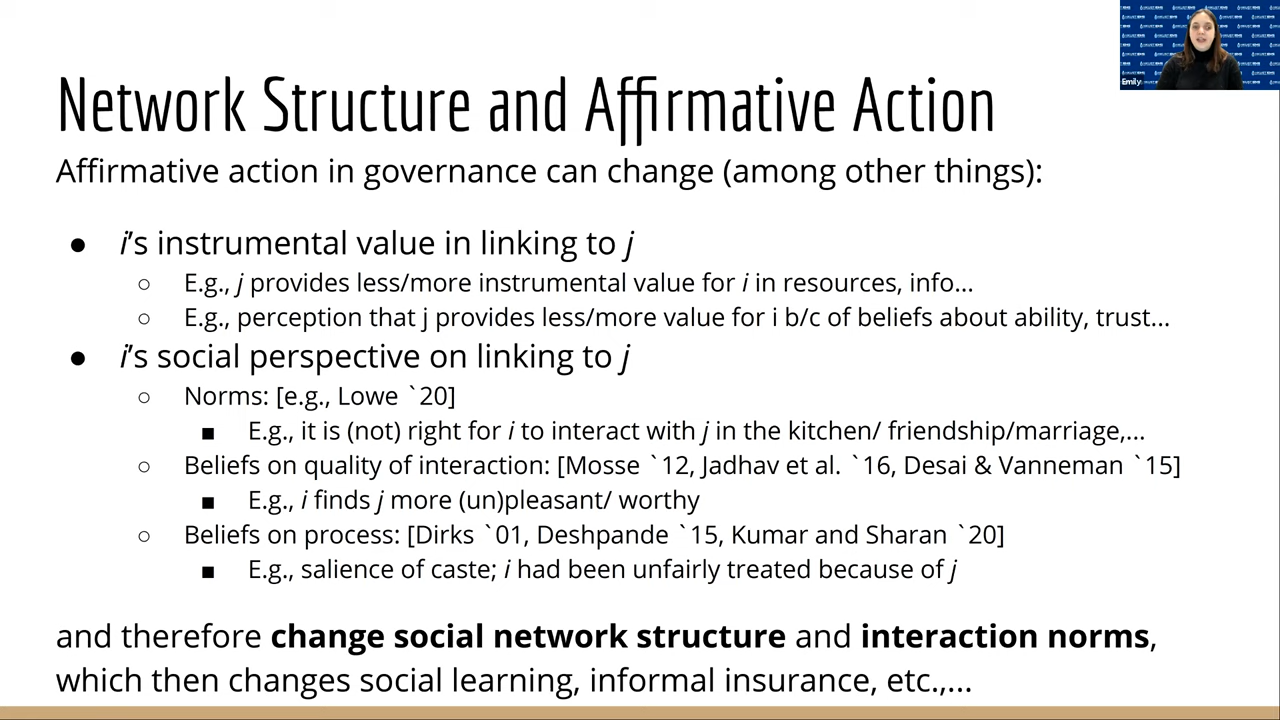 Network Structure and Affirmative Action
Affirmative action in governance can change (among other things):
● i's instrumental value in linking to j
○ E.g., j provides less/more instrumental value for i in resources, info...
○ E.g., perception that j provides less/more value for i b/c of beliefs about ability, trust...
● i's social perspective on linking to j
○ Norms: [e.g., Lowe `20]
■ E.g., it is (not) right for i to interact with j in the kitchen/ friendship/marriage,...
○ Beliefs on quality of interaction: [Mosse `12, Jadhav et al. `16, Desai & Vanneman `15]
■ E.g., i finds j more (un)pleasant/ worthy
○ Beliefs on process: [Dirks `01, Deshpande `15, Kumar and Sharan `20]
■ E.g., salience of caste; i had been unfairly treated because of j
and therefore change social network structure and interaction norms,
which then changes social learning, informal insurance, etc.,...
Emily